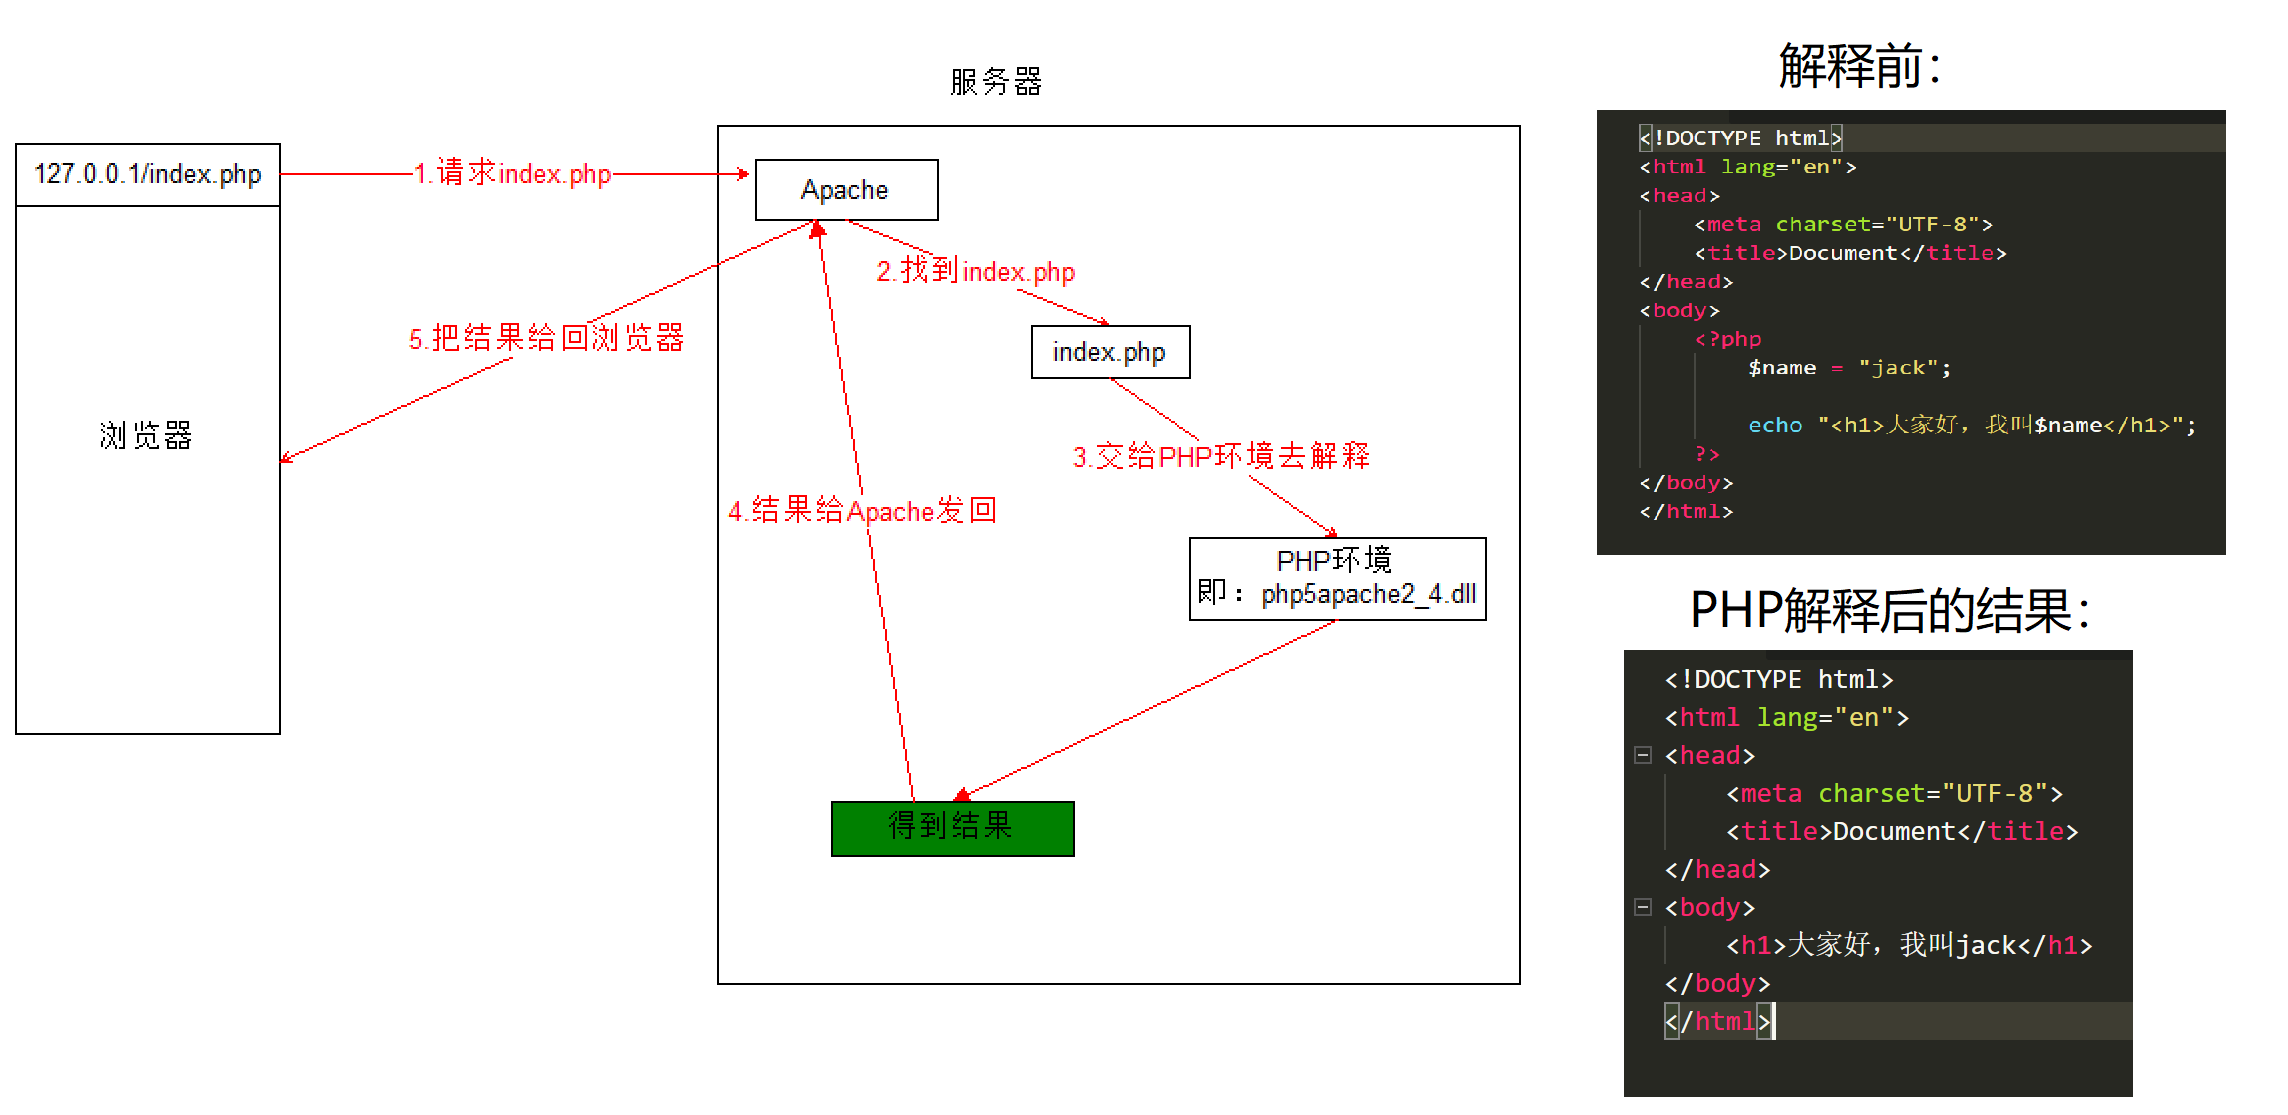 服务器
127.0.0.1/index.php
浏览器
1.请求index.php
Apache
2.找到index.php
index.php
3.交给PHP环境去解释
PHP环境
即：php5apache2_4.dll
得到结果
4.结果给Apache发回
5.把结果给回浏览器
解释前：
<!DOCTYPE html>
<html lang="en">
<head>
    <meta charset="UTF-8">
    <title>Document</title>
</head>
<body>
    <?php
        $name = "jack";
        echo "<h1>大家好，我叫$name</h1>";
    ?>
</body>
</html>
PHP解释后的结果：
<!DOCTYPE html>
<html lang="en">
<head>
    <meta charset="UTF-8">
    <title>Document</title>
</head>
<body>
    <h1>大家好，我叫jack</h1>
</body>
</html>